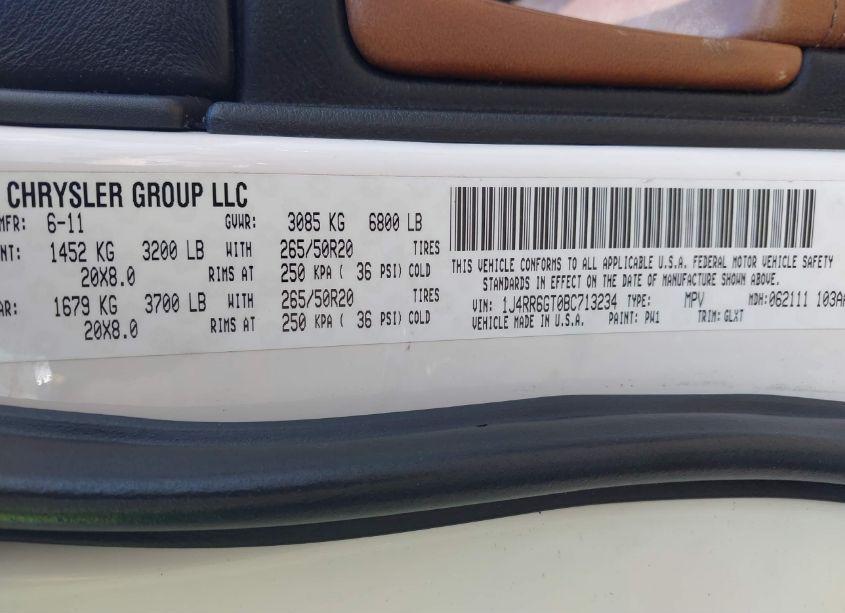 CHRYSLER GROUP LLC
MFR: 6-11 GVWR: 3085 KG 6800 LB
NT: 1452 KG 3200 LB WITH 265/50R20 TIRES
20X8.0 RIMS AT 250 KPA ( 36 PSI) COLD
AR: 1679 KG 3700 LB WITH 265/50R20 TIRES
20X8.0 RIMS AT 250 KPA ( 36 PSI) COLD
THIS VEHICLE CONFORMS TO ALL APPLICABLE U.S.A. FEDERAL MOTOR VEHICLE SAFETY
STANDARDS IN EFFECT ON THE DATE OF MANUFACTURE SHOWN ABOVE.
VIN: 1J4RR6GT0BC713234 TYPE: MPV MDH:062111 103AA
VEHICLE MADE IN U.S.A. PAINT: PW1 TRIM: GLXT